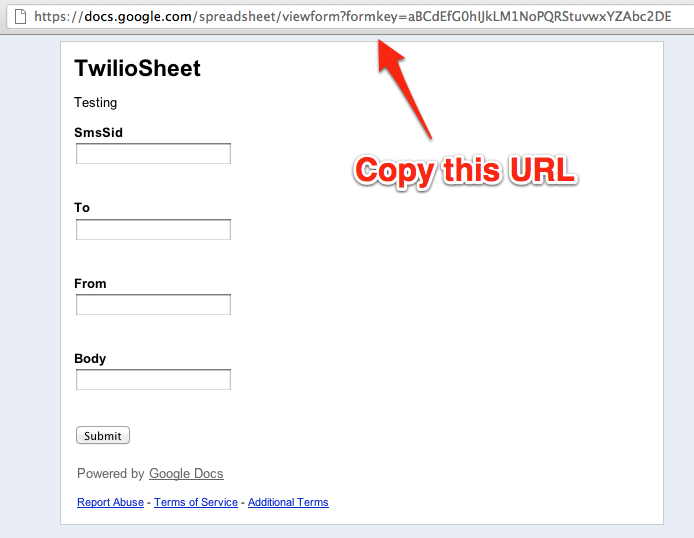 https://docs.google.com/spreadsheet/viewform?formkey=aBCdEfG0hIJkLM1NoPQRStuvwxYZAbc2DE
TwilioSheet
Testing
SmsSid
Copy this URL
To
From
Body
Submit
Powered by Google Docs
Report Abuse - Terms of Service - Additional Terms